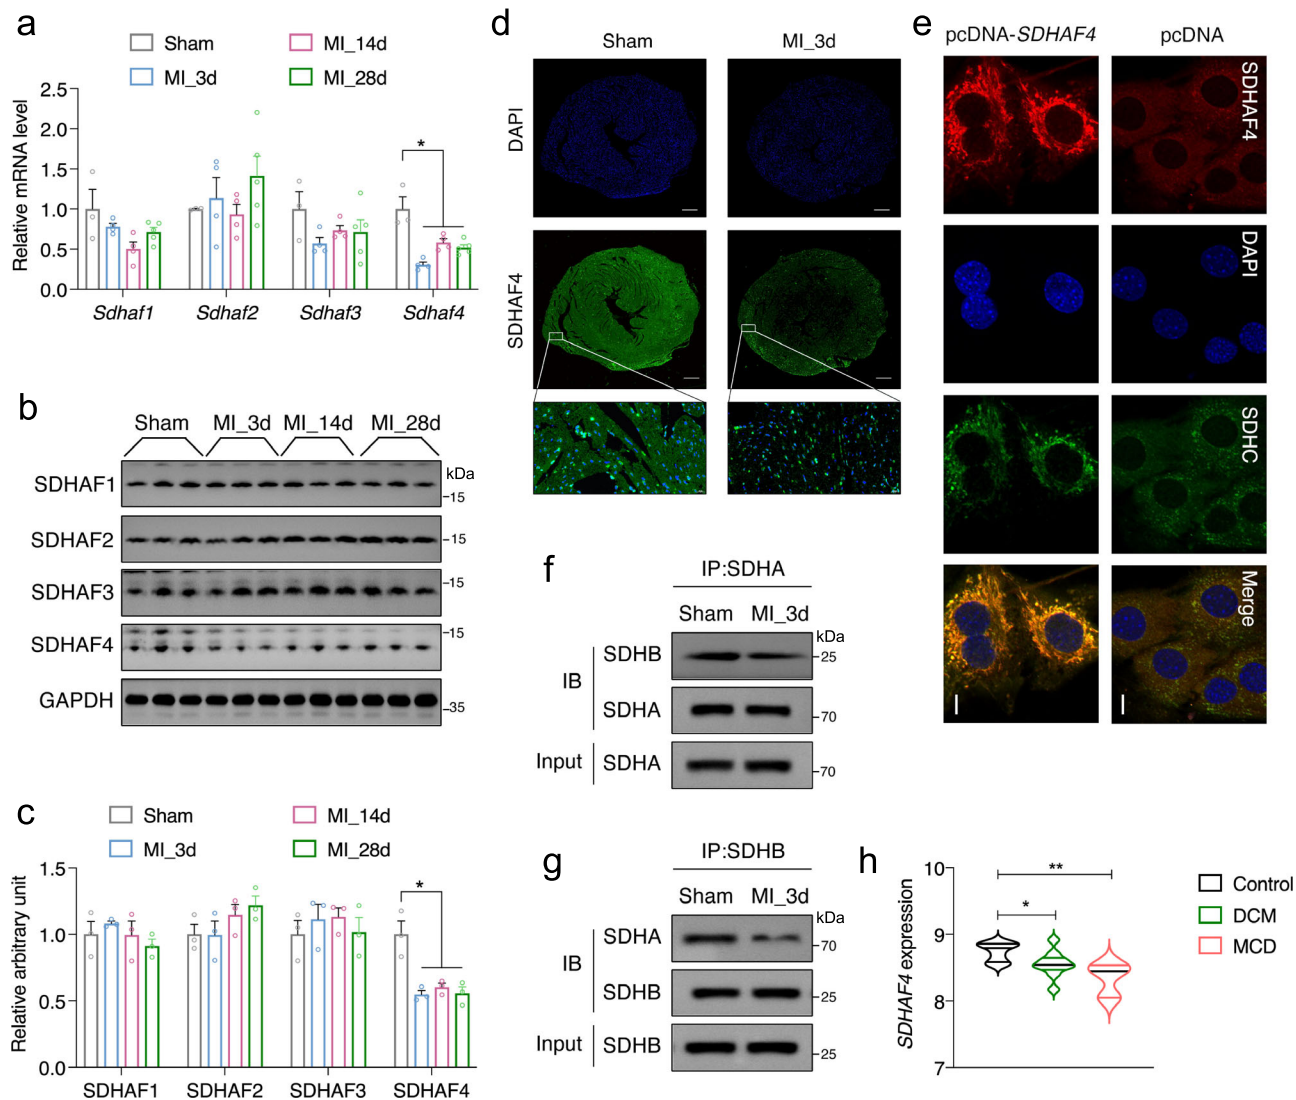 a
Sham
MI_14d
MI_3d
MI_28d
Relative mRNA level
2.5
2.0
1.5
1.0
0.5
0.0
*
Sdhaf1
Sdhaf2
Sdhaf3
Sdhaf4
b
Sham
MI_3d
MI_14d
MI_28d
kDa
SDHAF1
15
SDHAF2
15
SDHAF3
15
SDHAF4
15
GAPDH
35
c
Sham
MI_14d
MI_3d
MI_28d
Relative arbitrary unit
1.5
1.0
0.5
0.0
*
SDHAF1
SDHAF2
SDHAF3
SDHAF4
d
Sham
MI_3d
DAPI
SDHAF4
e
pcDNA-SDHAF4
pcDNA
SDHAF4
DAPI
SDHC
Merge
f
IP:SDHA
Sham
MI_3d
kDa
IB
SDHB
25
SDHA
70
Input
SDHA
70
g
IP:SDHB
Sham
MI_3d
kDa
IB
SDHA
70
SDHB
25
Input
SDHB
25
h
SDHAF4 expression
10
9
8
7
**
*
Control
DCM
MCD